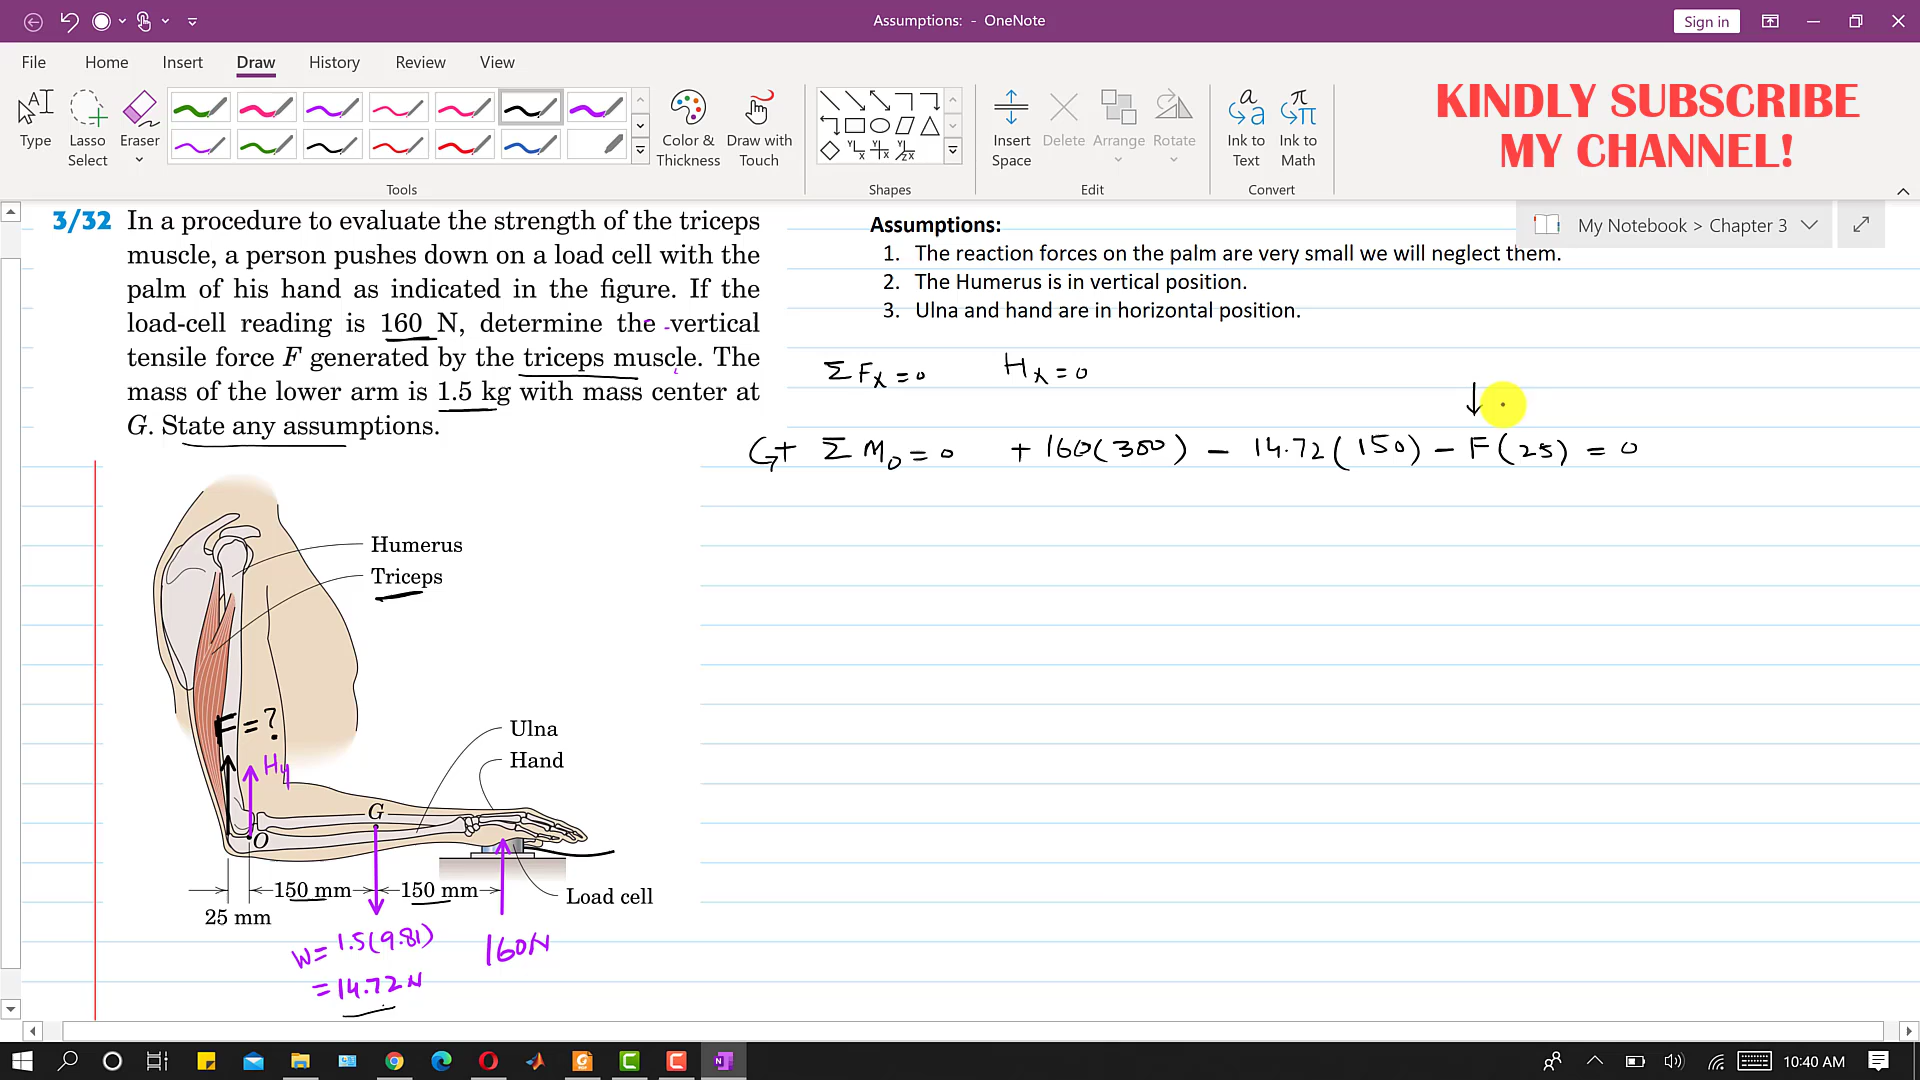 Assumptions: - OneNote
Sign in
File Home Insert Draw History Review View
Type
Lasso Select
Eraser
Color & Thickness
Draw with Touch
Insert Space
Delete
Arrange
Rotate
Ink to Text
Ink to Math
Tools
Shapes
Edit
Convert
KINDLY SUBSCRIBE
MY CHANNEL!
My Notebook > Chapter 3
3/32 In a procedure to evaluate the strength of the triceps
muscle, a person pushes down on a load cell with the
palm of his hand as indicated in the figure. If the
load-cell reading is 160 N, determine the vertical
tensile force F generated by the triceps muscle. The
mass of the lower arm is 1.5 kg with mass center at
G. State any assumptions.
Assumptions:
1. The reaction forces on the palm are very small we will neglect them.
2. The Humerus is in vertical position.
3. Ulna and hand are in horizontal position.
ΣFx = 0 Hx = 0
+ ΣMo = 0 + 160(300) - 14.72(150) - F(25) = 0
Humerus
Triceps
F = ?
Hy
Ulna
Hand
G
O
150 mm 150 mm
25 mm
Load cell
W = 1.5(9.81)
= 14.72 N
160N
10:40 AM